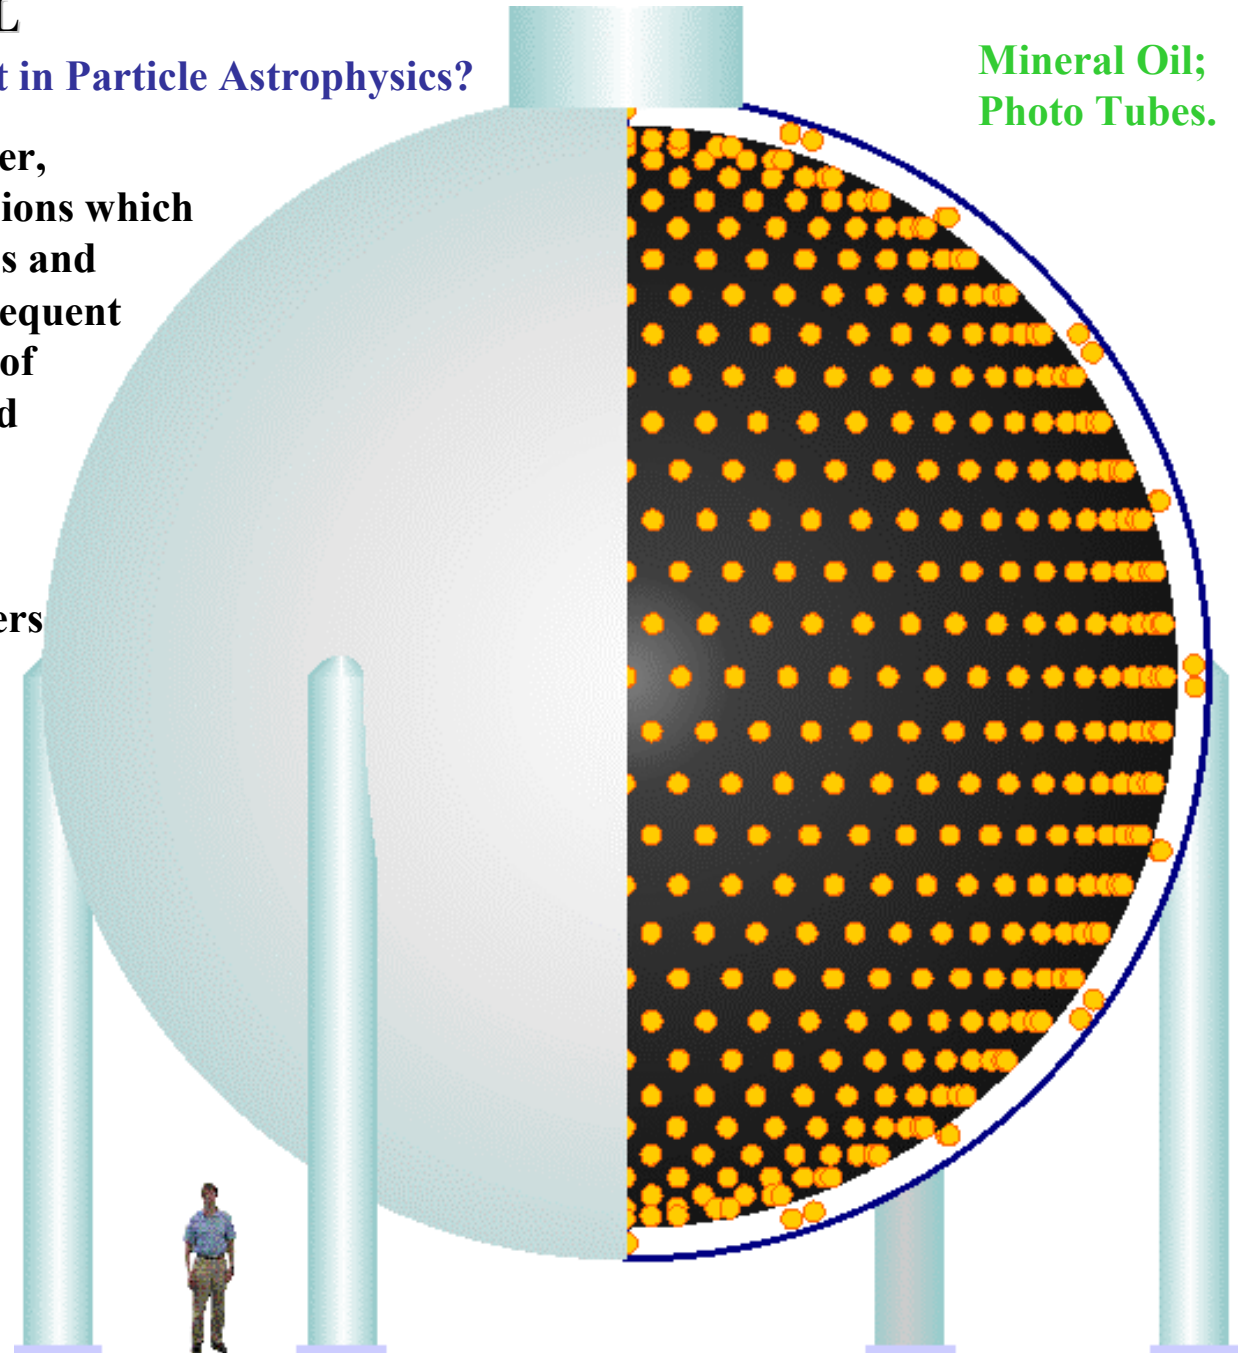 L
t in Particle Astrophysics?
Mineral Oil;
Photo Tubes.
er,
ions which
s and
equent
of
d
ers